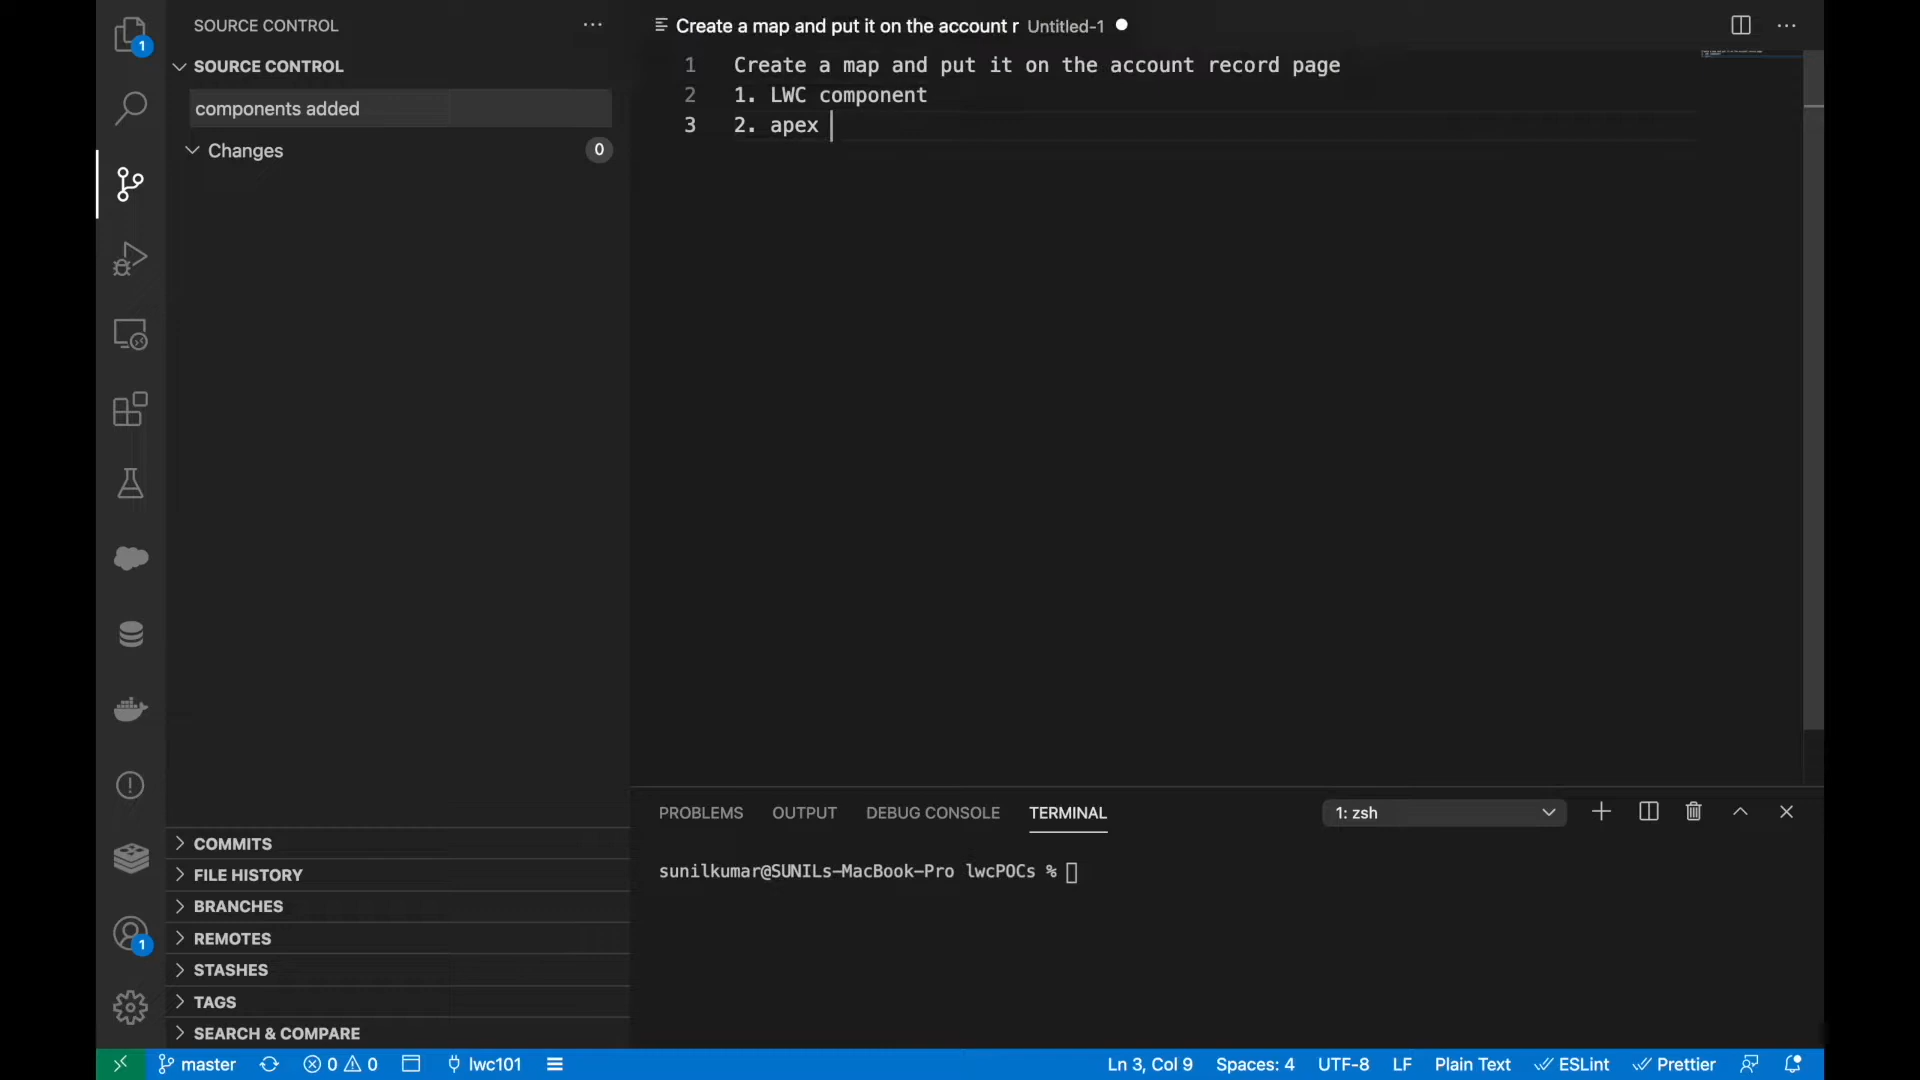 SOURCE CONTROL
SOURCE CONTROL
components added
Changes
0
1
COMMITS
FILE HISTORY
BRANCHES
REMOTES
STASHES
TAGS
SEARCH & COMPARE
1
Create a map and put it on the account r Untitled-1
1 Create a map and put it on the account record page
2 1. LWC component
3 2. apex
PROBLEMS OUTPUT DEBUG CONSOLE TERMINAL 1: zsh
sunilkumar@SUNILs-MacBook-Pro lwcPOCs %
master 0 0 lwc101 Ln 3, Col 9 Spaces: 4 UTF-8 LF Plain Text ESLint Prettier